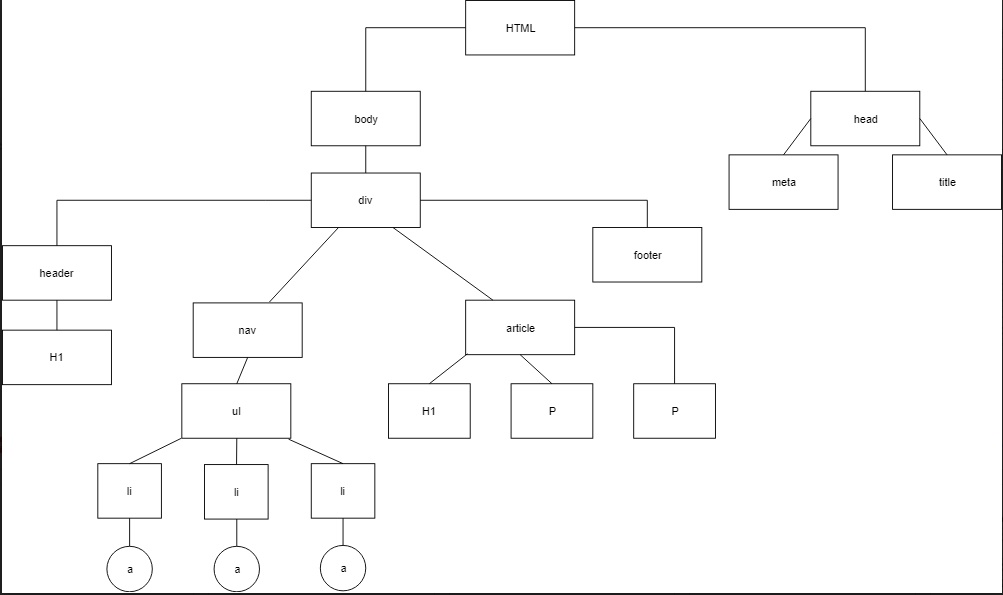 HTML
body
head
meta
title
div
footer
header
nav
article
H1
ul
H1
P
P
li
li
li
a
a
a